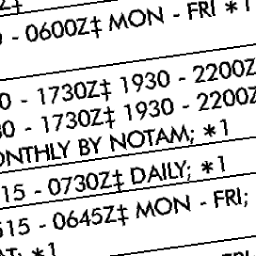 - 0600Z‡ MON - FRI *1
0 - 1730Z‡ 1930 - 2200Z
30 - 1730Z‡ 1930 - 2200Z
ONTHLY BY NOTAM; *1
15 - 0730Z‡ DAILY; *1
515 - 0645Z‡ MON - FRI;
*1